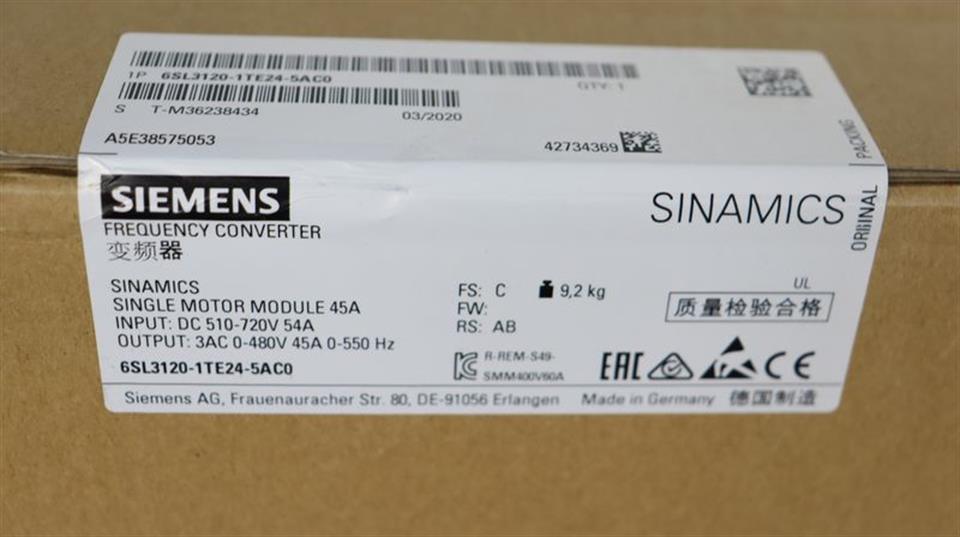 1P 6SL3120-1TE24-5AC0
QTY: 1
S T-M36238434
03/2020
A5E38575053
42734369
ORIIINAL PACKING
SIEMENS
SINAMICS
FREQUENCY CONVERTER
变频器
SINAMICS
SINGLE MOTOR MODULE 45A
INPUT: DC 510-720V 54A
OUTPUT: 3AC 0-480V 45A 0-550 Hz
6SL3120-1TE24-5AC0
FS: C 9,2 kg
FW:
RS: AB
UL
质量检验合格
R-REM-S49-
SMM400V60A
EAC CE
Siemens AG, Frauenauracher Str. 80, DE-91056 Erlangen Made in Germany 德国制造